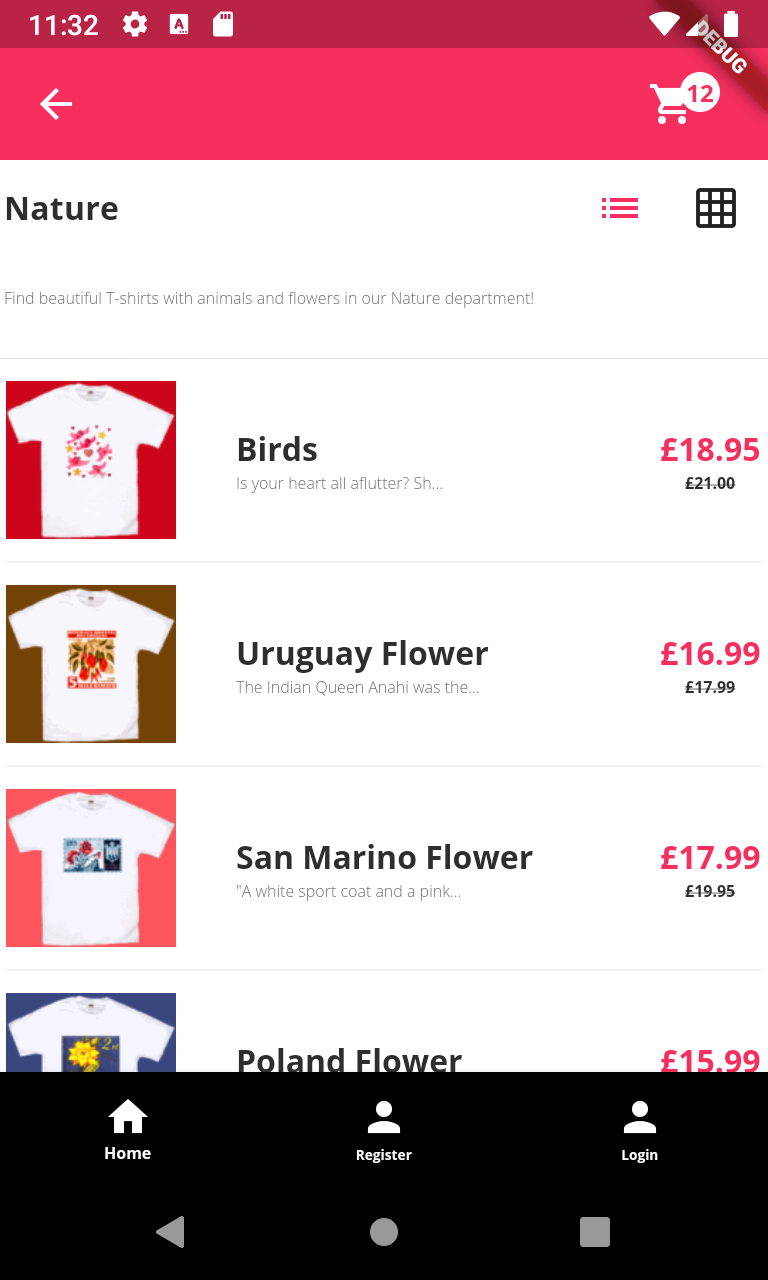 11:32
DEBUG
12
Nature
Find beautiful T-shirts with animals and flowers in our Nature department!
Birds
£18.95
Is your heart all aflutter? Sh...
£21.00
Uruguay Flower
£16.99
The Indian Queen Anahi was the...
£17.99
San Marino Flower
£17.99
"A white sport coat and a pink...
£19.95
Poland Flower
£15.99
Home
Register
Login